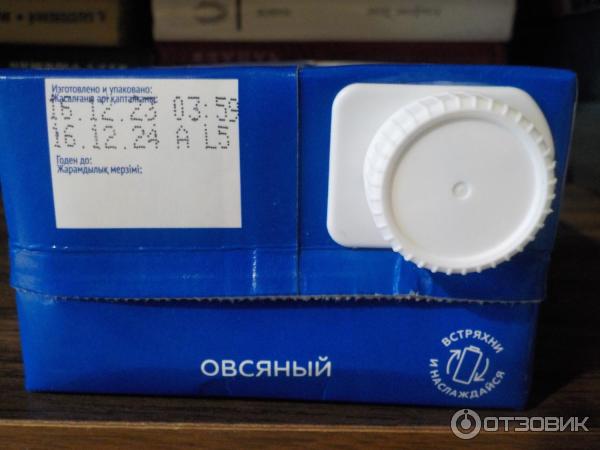 Изготовлено и упаковано:
Жасалған және қапталған:
16.12.23 03:59
16.12.24 A L5
Годен до:
Жарамдылық мерзімі:
ОВСЯНЫЙ
ВСТРЯХНИ
И НАСЛАЖДАЙСЯ
ОТЗОВИК